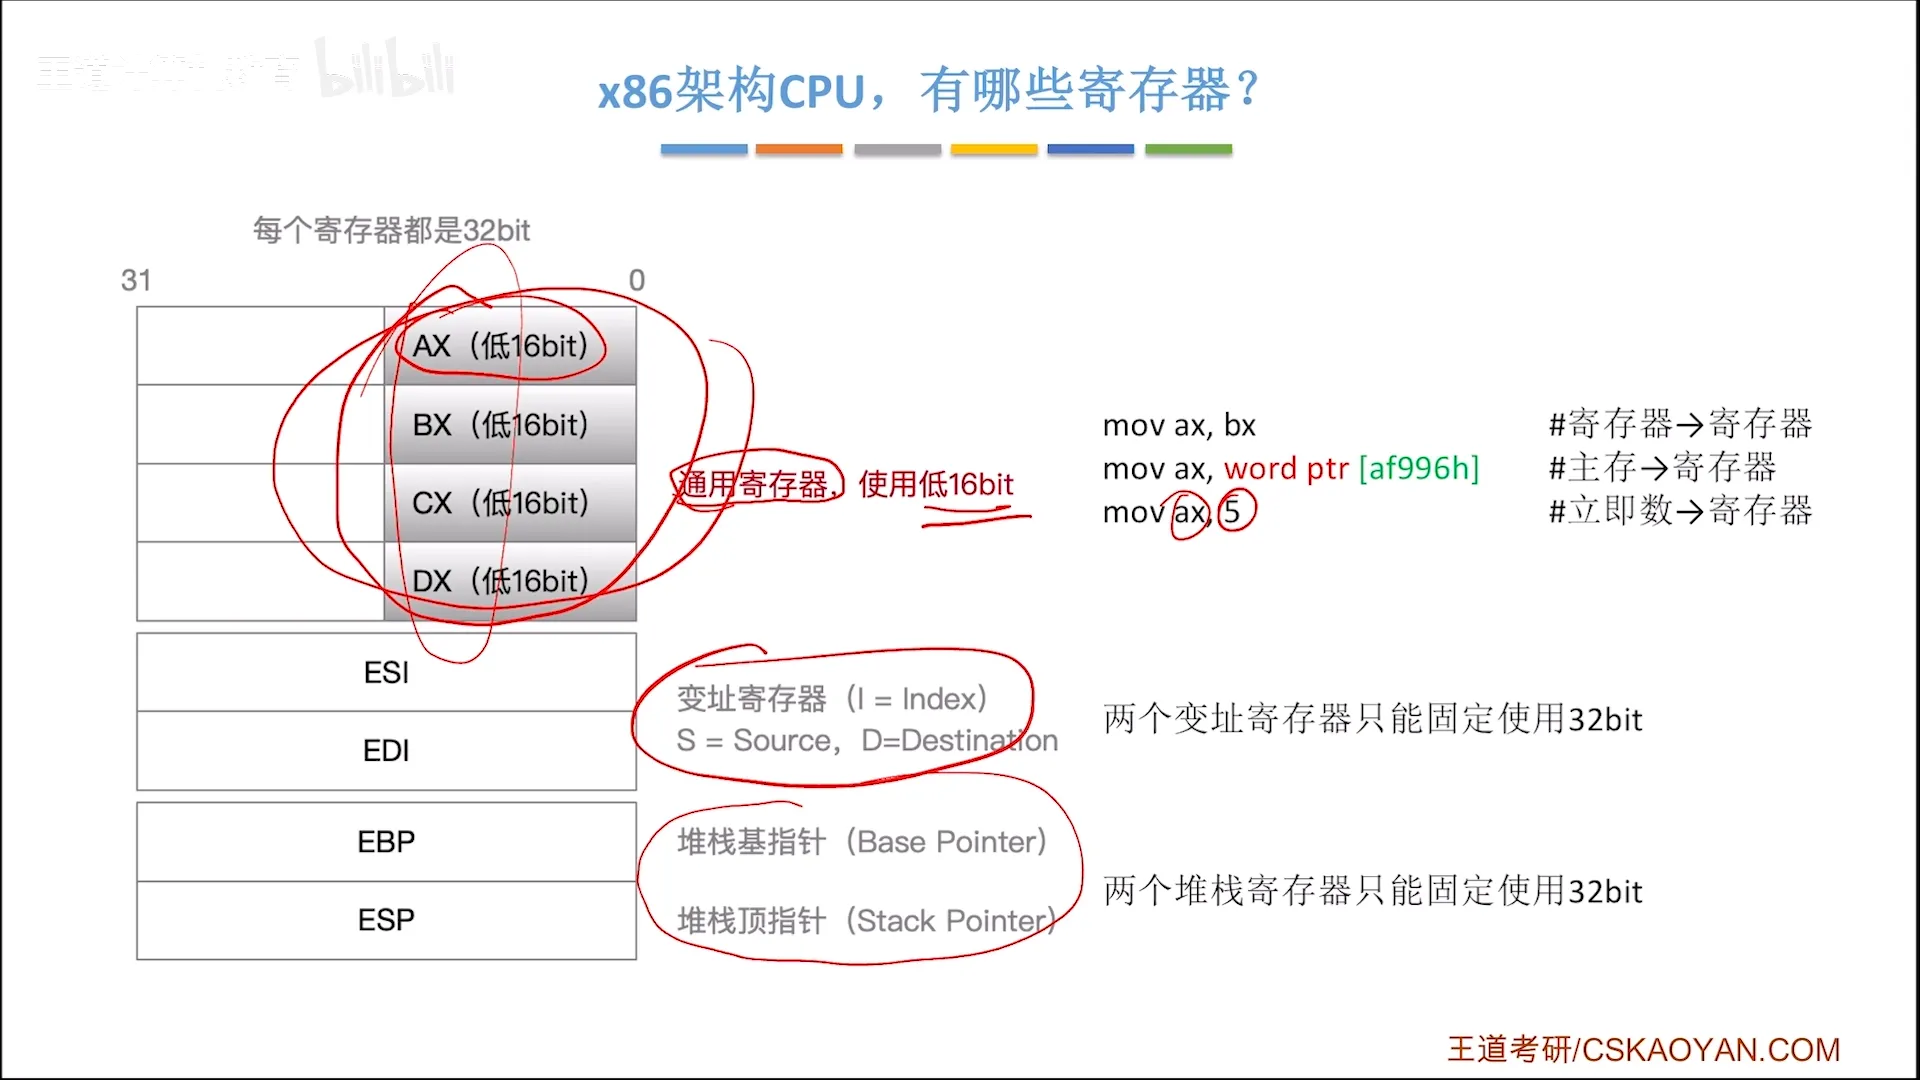 bilibili
x86架构CPU，有哪些寄存器？
每个寄存器都是32bit
31 0
AX（低16bit）
BX（低16bit）
CX（低16bit）
DX（低16bit）
通用寄存器，使用低16bit
mov ax, bx #寄存器→寄存器
mov ax, word ptr [af996h] #主存→寄存器
mov ax, 5 #立即数→寄存器
ESI
EDI
变址寄存器（I = Index）
S = Source，D=Destination
两个变址寄存器只能固定使用32bit
EBP
ESP
堆栈基指针（Base Pointer）
堆栈顶指针（Stack Pointer）
两个堆栈寄存器只能固定使用32bit
王道考研/CSKAOYAN.COM